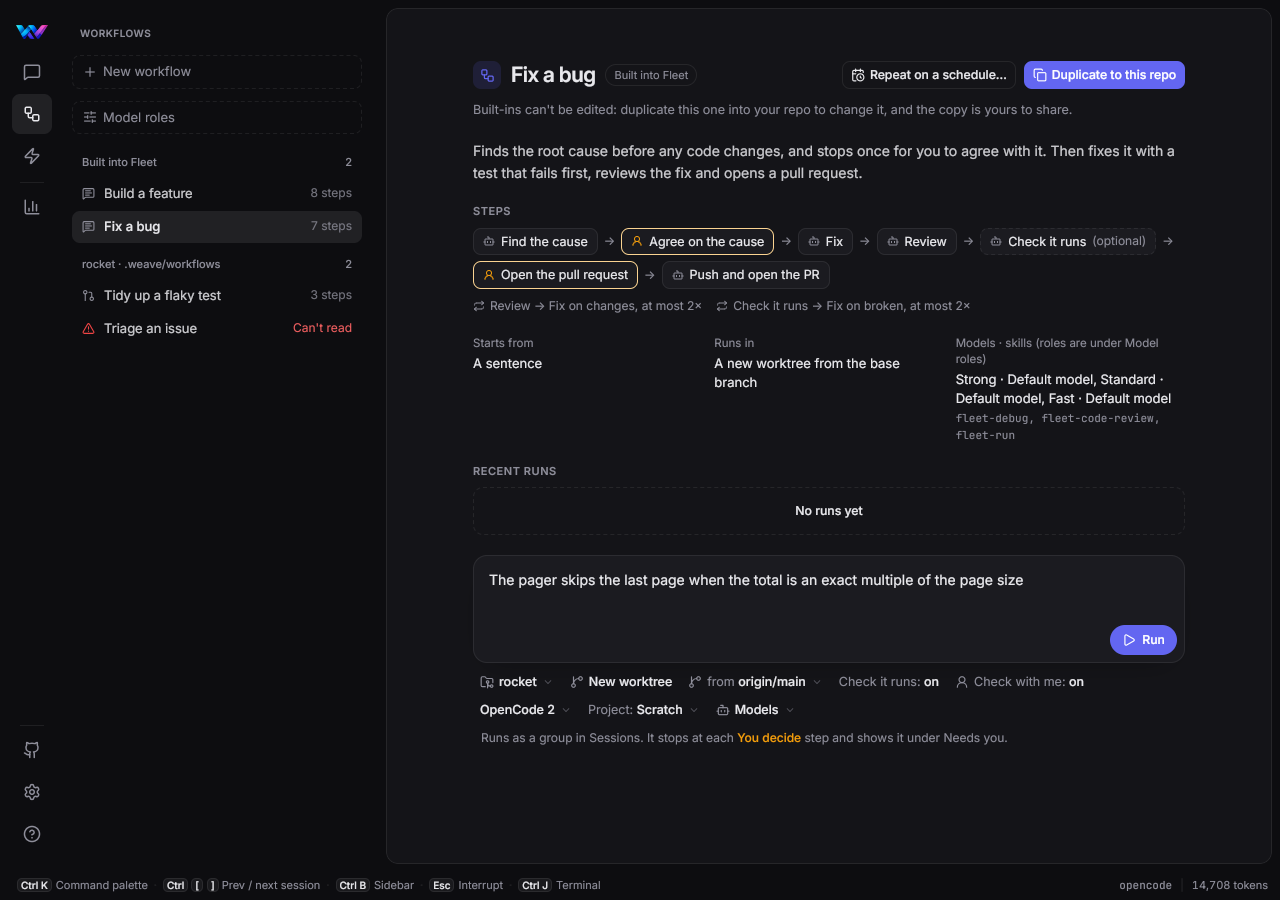 WORKFLOWS
New workflow
Model roles
Built into Fleet 2
Build a feature 8 steps
Fix a bug 7 steps
rocket · .weave/workflows 2
Tidy up a flaky test 3 steps
Triage an issue Can't read
Fix a bug Built into Fleet Repeat on a schedule... Duplicate to this repo
Built-ins can't be edited: duplicate this one into your repo to change it, and the copy is yours to share.
Finds the root cause before any code changes, and stops once for you to agree with it. Then fixes it with a
test that fails first, reviews the fix and opens a pull request.
STEPS
Find the cause → Agree on the cause → Fix → Review → Check it runs (optional) →
Open the pull request → Push and open the PR
Review → Fix on changes, at most 2× Check it runs → Fix on broken, at most 2×
Starts from
A sentence
Runs in
A new worktree from the base
branch
Models · skills (roles are under Model
roles)
Strong · Default model, Standard ·
Default model, Fast · Default model
fleet-debug, fleet-code-review,
fleet-run
RECENT RUNS
No runs yet
The pager skips the last page when the total is an exact multiple of the page size
Run
rocket New worktree from origin/main Check it runs: on Check with me: on
OpenCode 2 Project: Scratch Models
Runs as a group in Sessions. It stops at each You decide step and shows it under Needs you.
Ctrl K Command palette · Ctrl [ ] Prev / next session · Ctrl B Sidebar · Esc Interrupt · Ctrl J Terminal
opencode 14,708 tokens